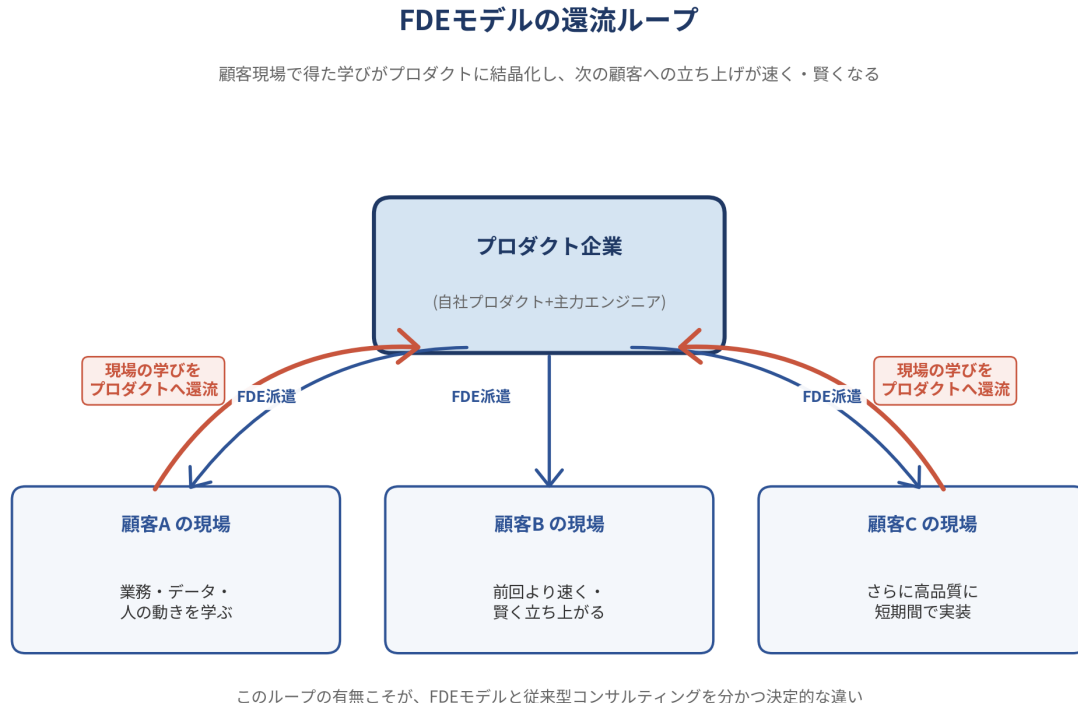 FDEモデルの還流ループ
顧客現場で得た学びがプロダクトに結晶化し、次の顧客への立ち上げが速く・賢くなる
プロダクト企業
(自社プロダクト+主力エンジニア)
現場の学びを
プロダクトへ還流
FDE派遣
FDE派遣
FDE派遣
現場の学びを
プロダクトへ還流
顧客A の現場
業務・データ・
人の動きを学ぶ
顧客B の現場
前回より速く・
賢く立ち上がる
顧客C の現場
さらに高品質に
短期間で実装
このループの有無こそが、FDEモデルと従来型コンサルティングを分かつ決定的な違い